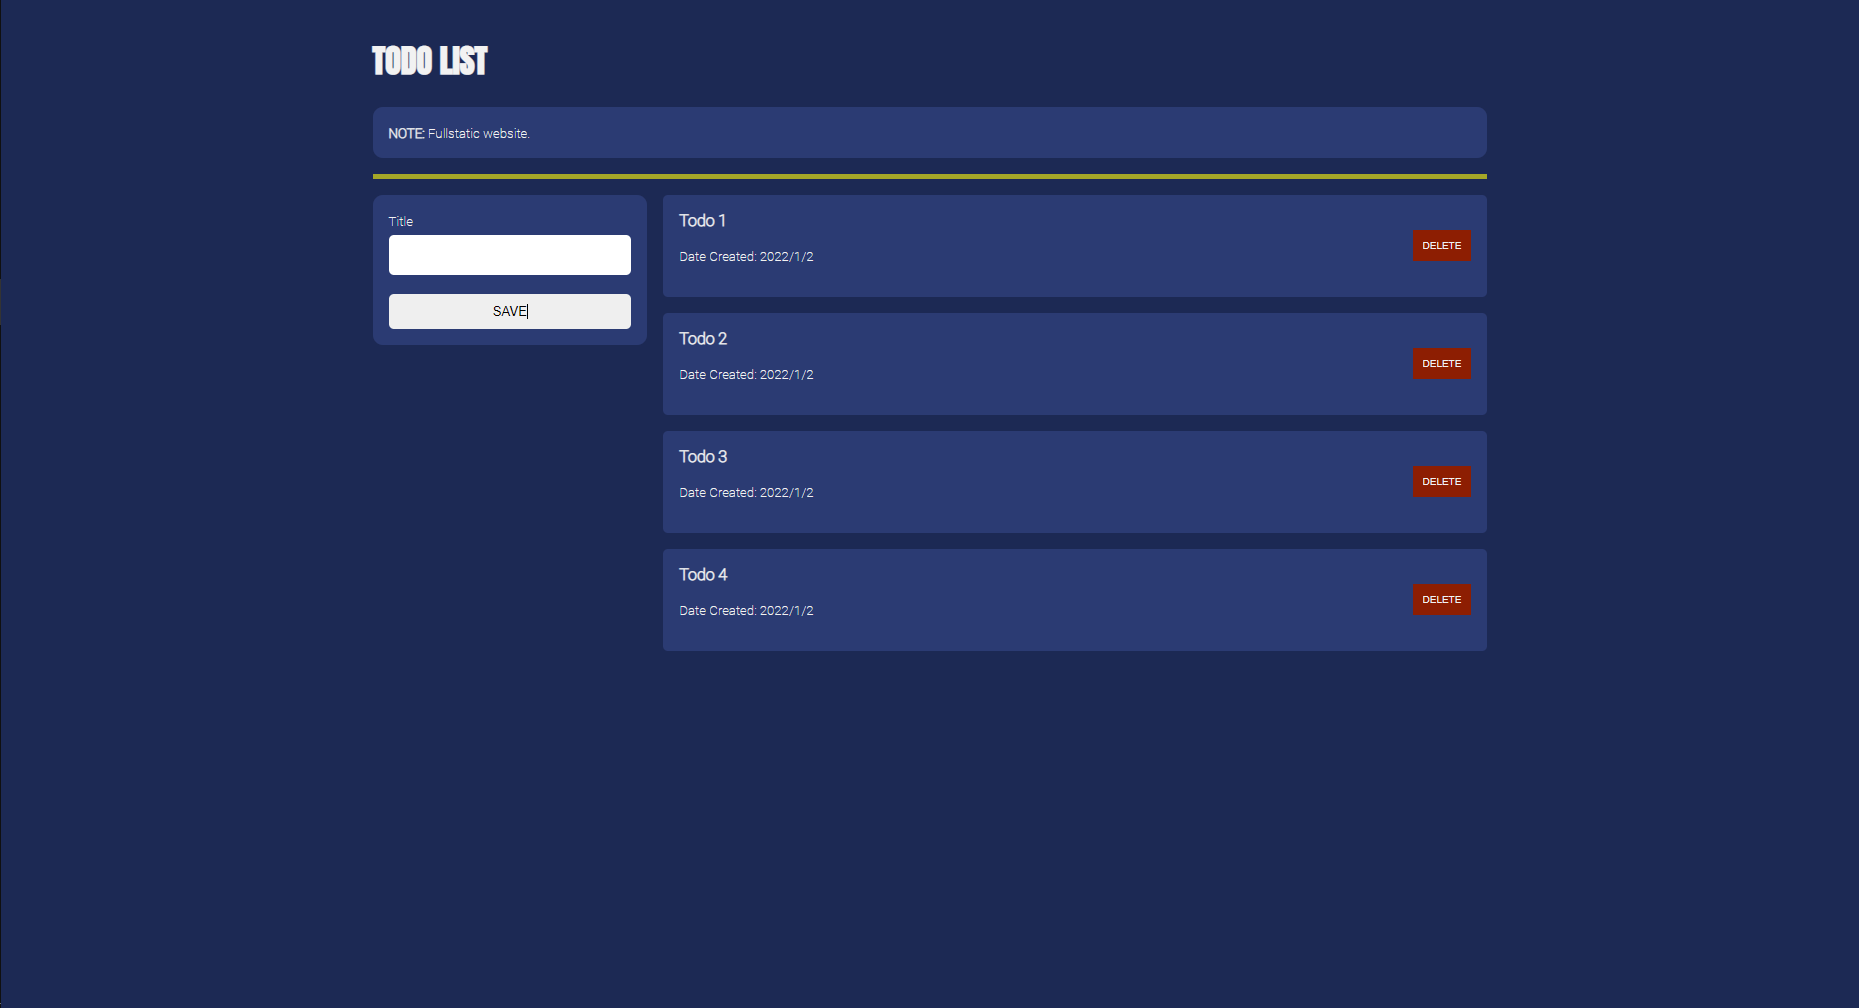 TODO LIST
NOTE: Fullstatic website.
Title
SAVE
Todo 1
Date Created: 2022/1/2
DELETE
Todo 2
Date Created: 2022/1/2
DELETE
Todo 3
Date Created: 2022/1/2
DELETE
Todo 4
Date Created: 2022/1/2
DELETE